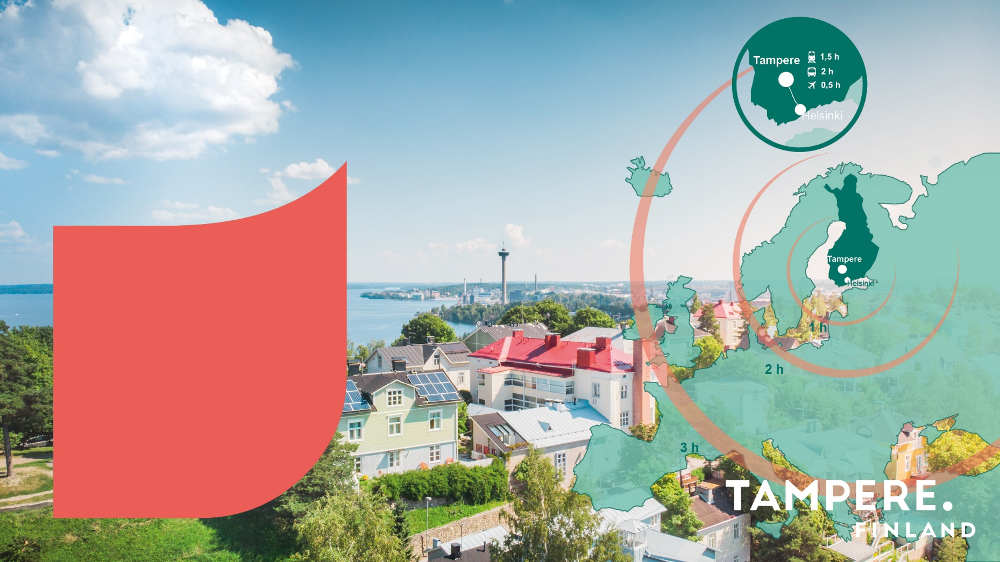 Tampere
1,5 h
2 h
0,5 h
Helsinki
Tampere
Helsinki
1 h
2 h
3 h
TAMPERE.
FINLAND